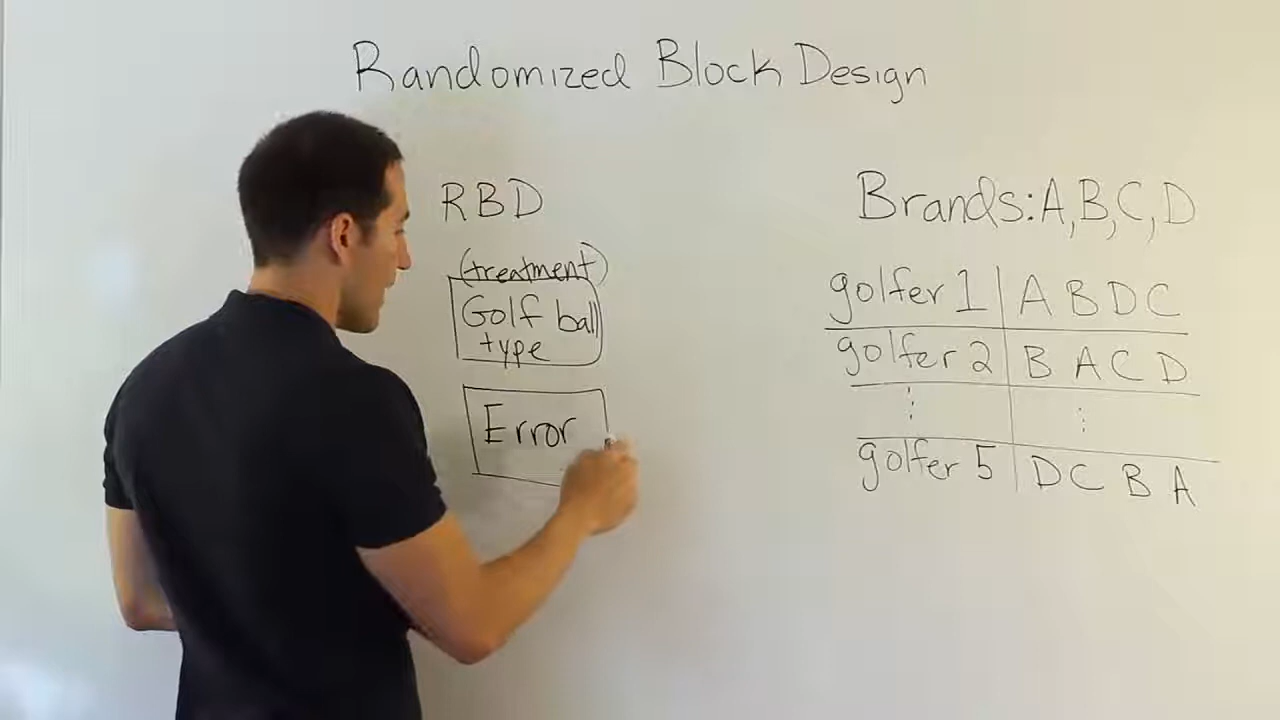 Randomized Block Design
RBD
(treatment)
Golf ball
type
Error
Brands: A, B, C, D
golfer 1 | A B D C
golfer 2 | B A C D
⋮ ⋮
golfer 5 | D C B A